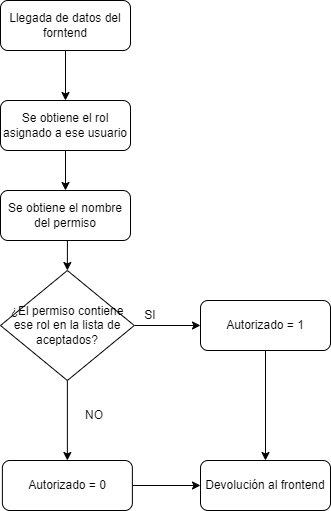 Llegada de datos del
forntend
Se obtiene el rol
asignado a ese usuario
Se obtiene el nombre
del permiso
¿El permiso contiene
ese rol en la lista de
aceptados?
SI
Autorizado = 1
NO
Autorizado = 0
Devolución al frontend